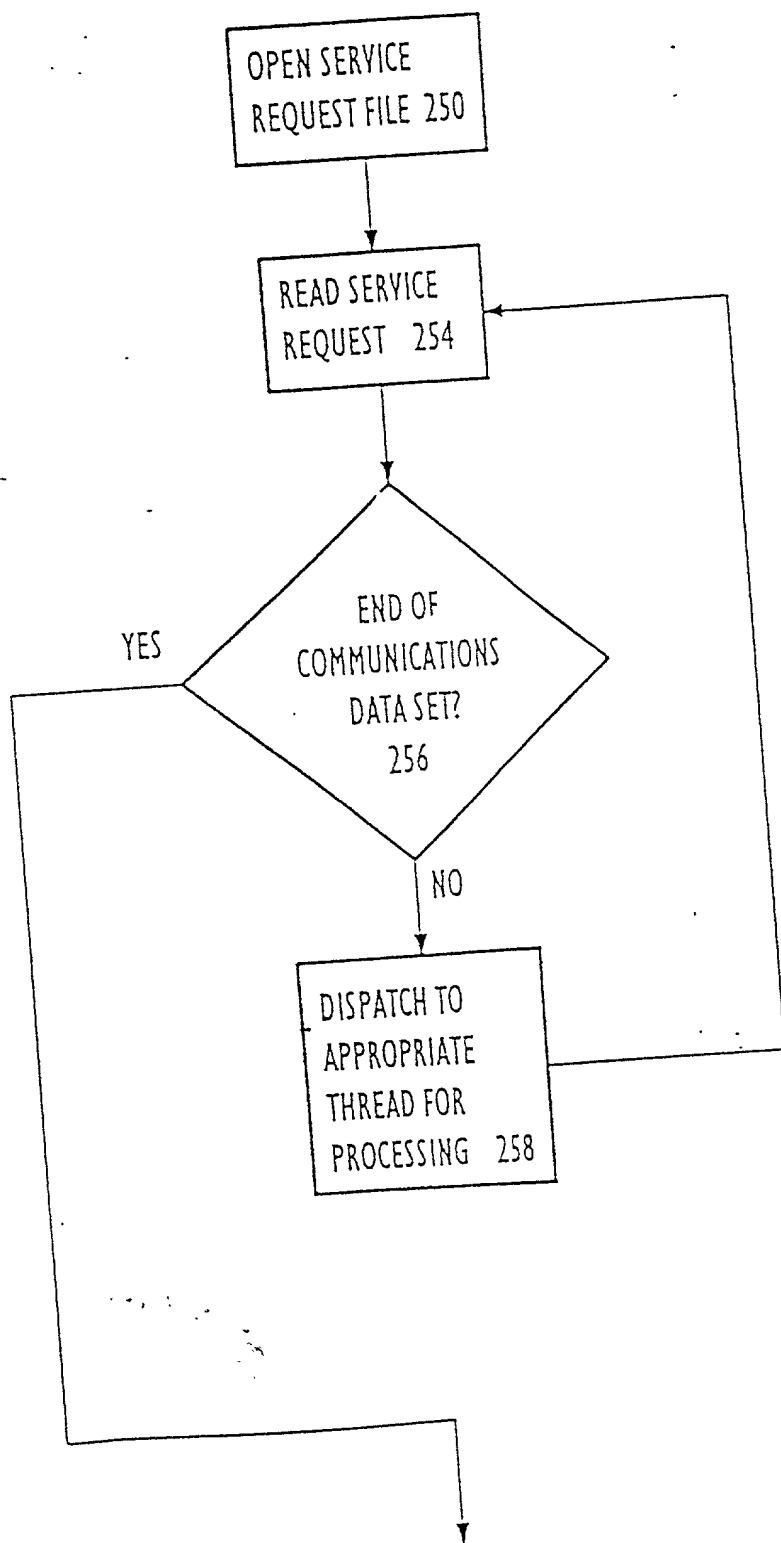 OPEN SERVICE
REQUEST FILE 250
READ SERVICE
REQUEST 254
YES
END OF
COMMUNICATIONS
DATA SET?
256
NO
DISPATCH TO
APPROPRIATE
THREAD FOR
PROCESSING 258